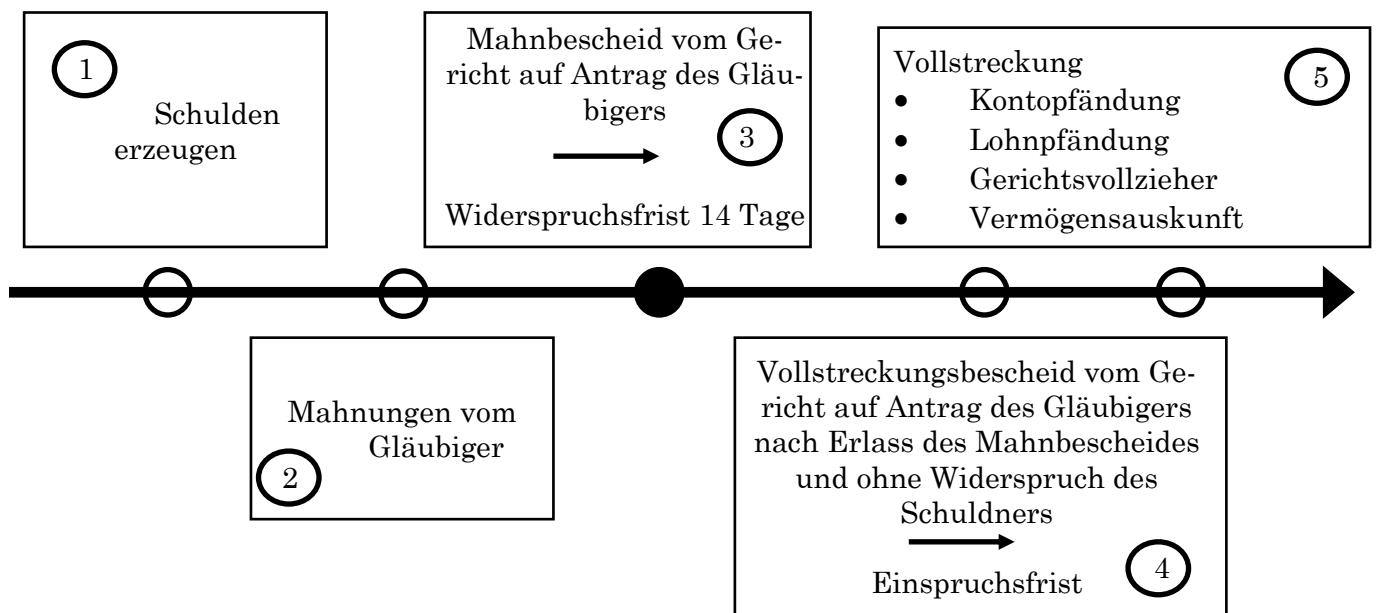 1
Schulden
erzeugen
Mahnungen vom
Gläubiger
2
Mahnbescheid vom Ge-
richt auf Antrag des Gläu-
bigers
3
Widerspruchsfrist 14 Tage
Vollstreckungsbescheid vom Ge-
richt auf Antrag des Gläubigers
nach Erlass des Mahnbescheides
und ohne Widerspruch des
Schuldners
Einspruchsfrist
4
Vollstreckung
5
• Kontopfändung
• Lohnpfändung
• Gerichtsvollzieher
• Vermögensauskunft